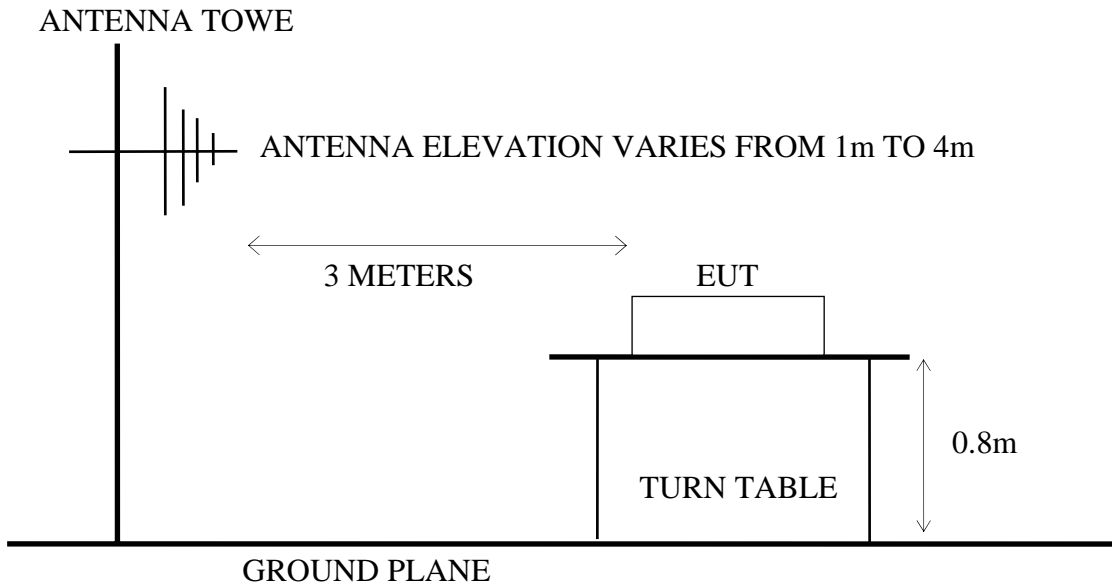 ANTENNA TOWE
ANTENNA ELEVATION VARIES FROM 1m TO 4m
3 METERS
EUT
0.8m
TURN TABLE
GROUND PLANE